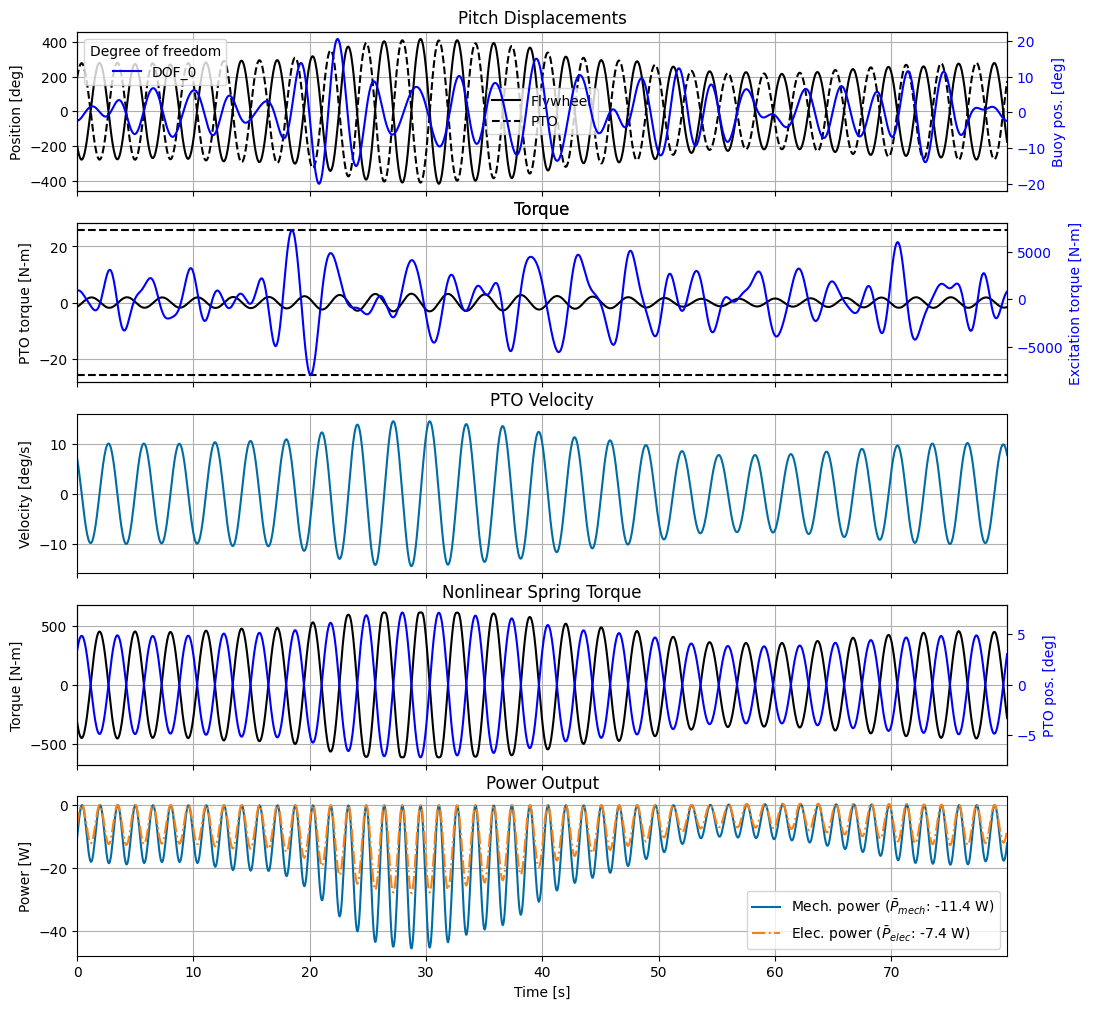 Pitch Displacements
Position [deg]
400
200
0
−200
−400
Degree of freedom
DOF_0
Flywheel
PTO
20
10
0
−10
−20
Buoy pos. [deg]
Torque
PTO torque [N-m]
20
0
−20
5000
0
−5000
Excitation torque [N-m]
PTO Velocity
Velocity [deg/s]
10
0
−10
Nonlinear Spring Torque
Torque [N-m]
500
0
−500
5
0
−5
PTO pos. [deg]
Power Output
Power [W]
0
−20
−40
Mech. power (P̄mech: -11.4 W)
Elec. power (P̄elec: -7.4 W)
0 10 20 30 40 50 60 70
Time [s]